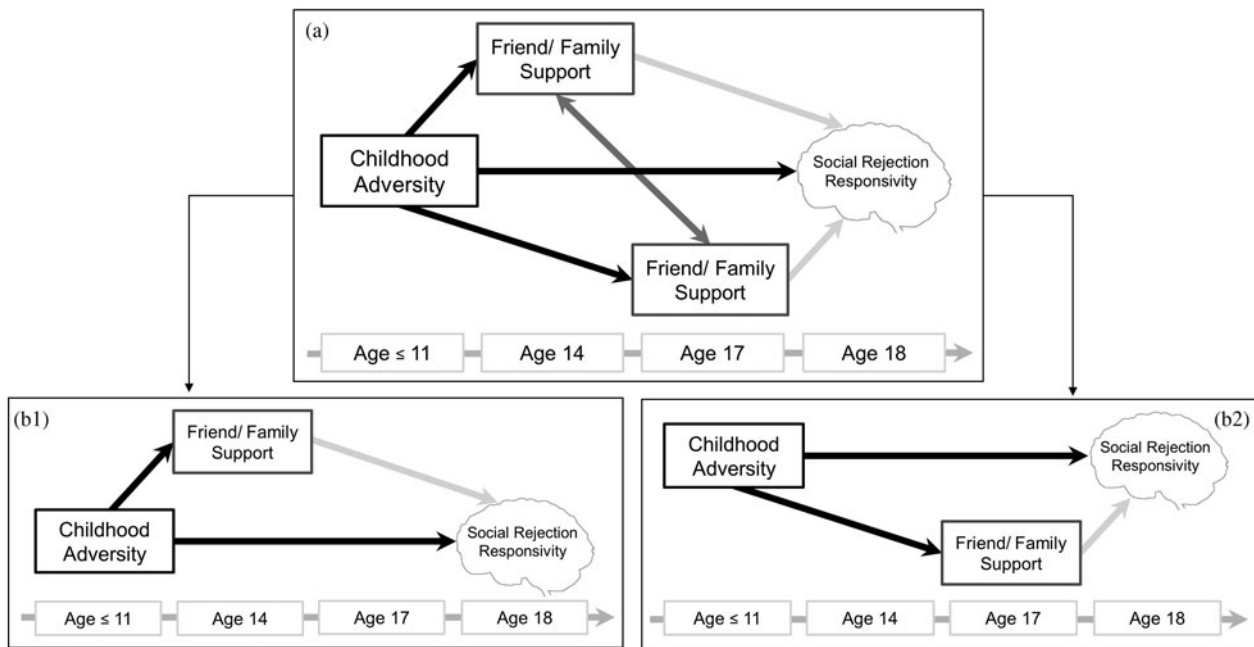 (a)
Friend/ Family
Support
Childhood
Adversity
Social Rejection
Responsivity
Friend/ Family
Support
Age ≤ 11
Age 14
Age 17
Age 18
(b1)
Friend/ Family
Support
Childhood
Adversity
Social Rejection
Responsivity
Age ≤ 11
Age 14
Age 17
Age 18
(b2)
Childhood
Adversity
Social Rejection
Responsivity
Friend/ Family
Support
Age ≤ 11
Age 14
Age 17
Age 18